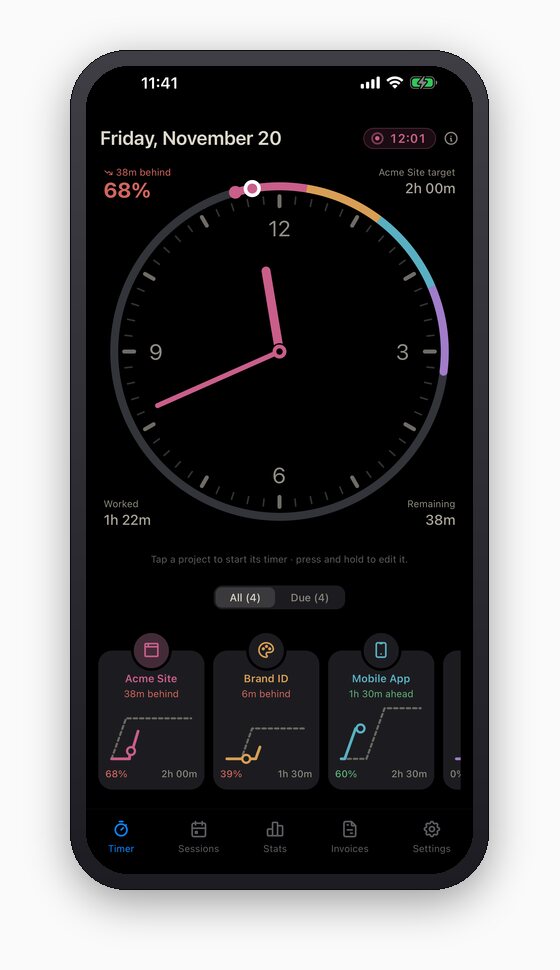 11:41
Friday, November 20
12:01
38m behind
68%
Acme Site target
2h 00m
12
9
3
6
Worked
1h 22m
Remaining
38m
Tap a project to start its timer · press and hold to edit it.
All (4)
Due (4)
Acme Site
38m behind
68%
2h 00m
Brand ID
6m behind
39%
1h 30m
Mobile App
1h 30m ahead
60%
2h 30m
0%
Timer
Sessions
Stats
Invoices
Settings